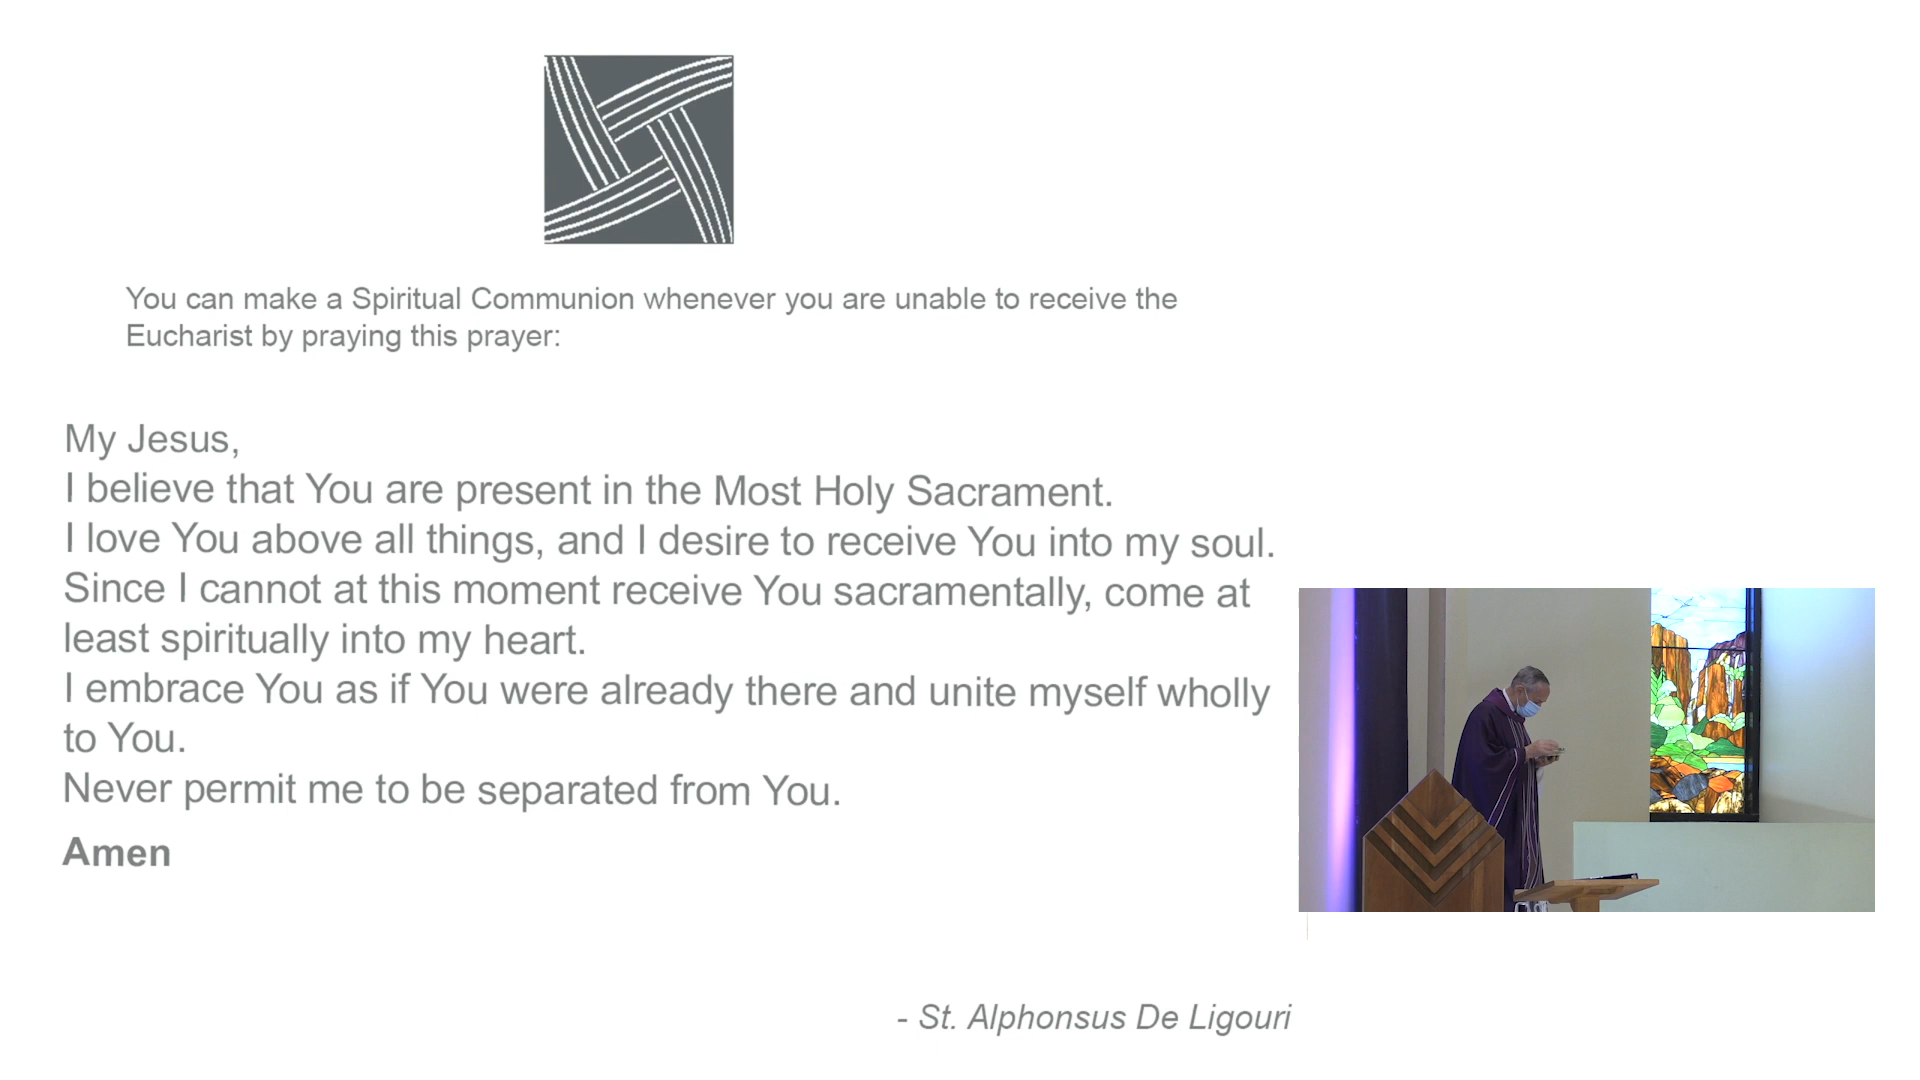 You can make a Spiritual Communion whenever you are unable to receive the
Eucharist by praying this prayer:
My Jesus,
I believe that You are present in the Most Holy Sacrament.
I love You above all things, and I desire to receive You into my soul.
Since I cannot at this moment receive You sacramentally, come at
least spiritually into my heart.
I embrace You as if You were already there and unite myself wholly
to You.
Never permit me to be separated from You.
Amen
- St. Alphonsus De Ligouri